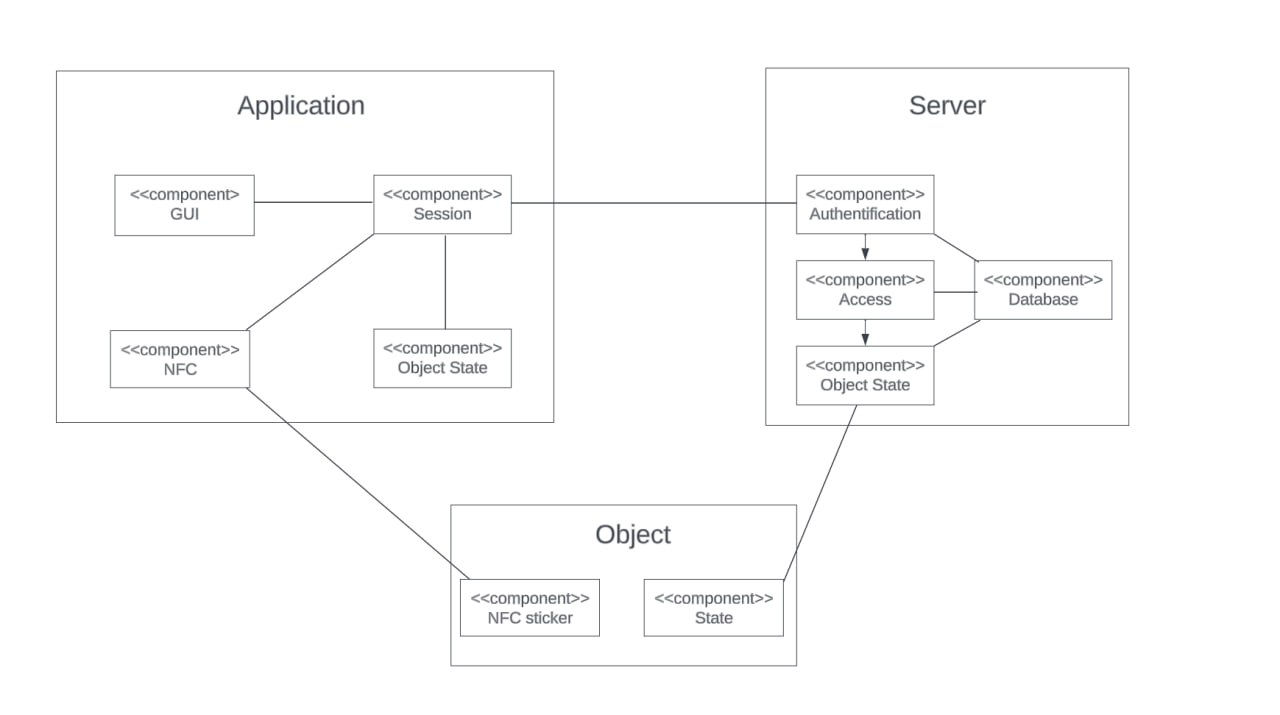 Application
<<component>
GUI
<<component>>
Session
<<component>>
NFC
<<component>>
Object State
Server
<<component>>
Authentification
<<component>>
Access
<<component>>
Database
<<component>>
Object State
Object
<<component>>
NFC sticker
<<component>>
State